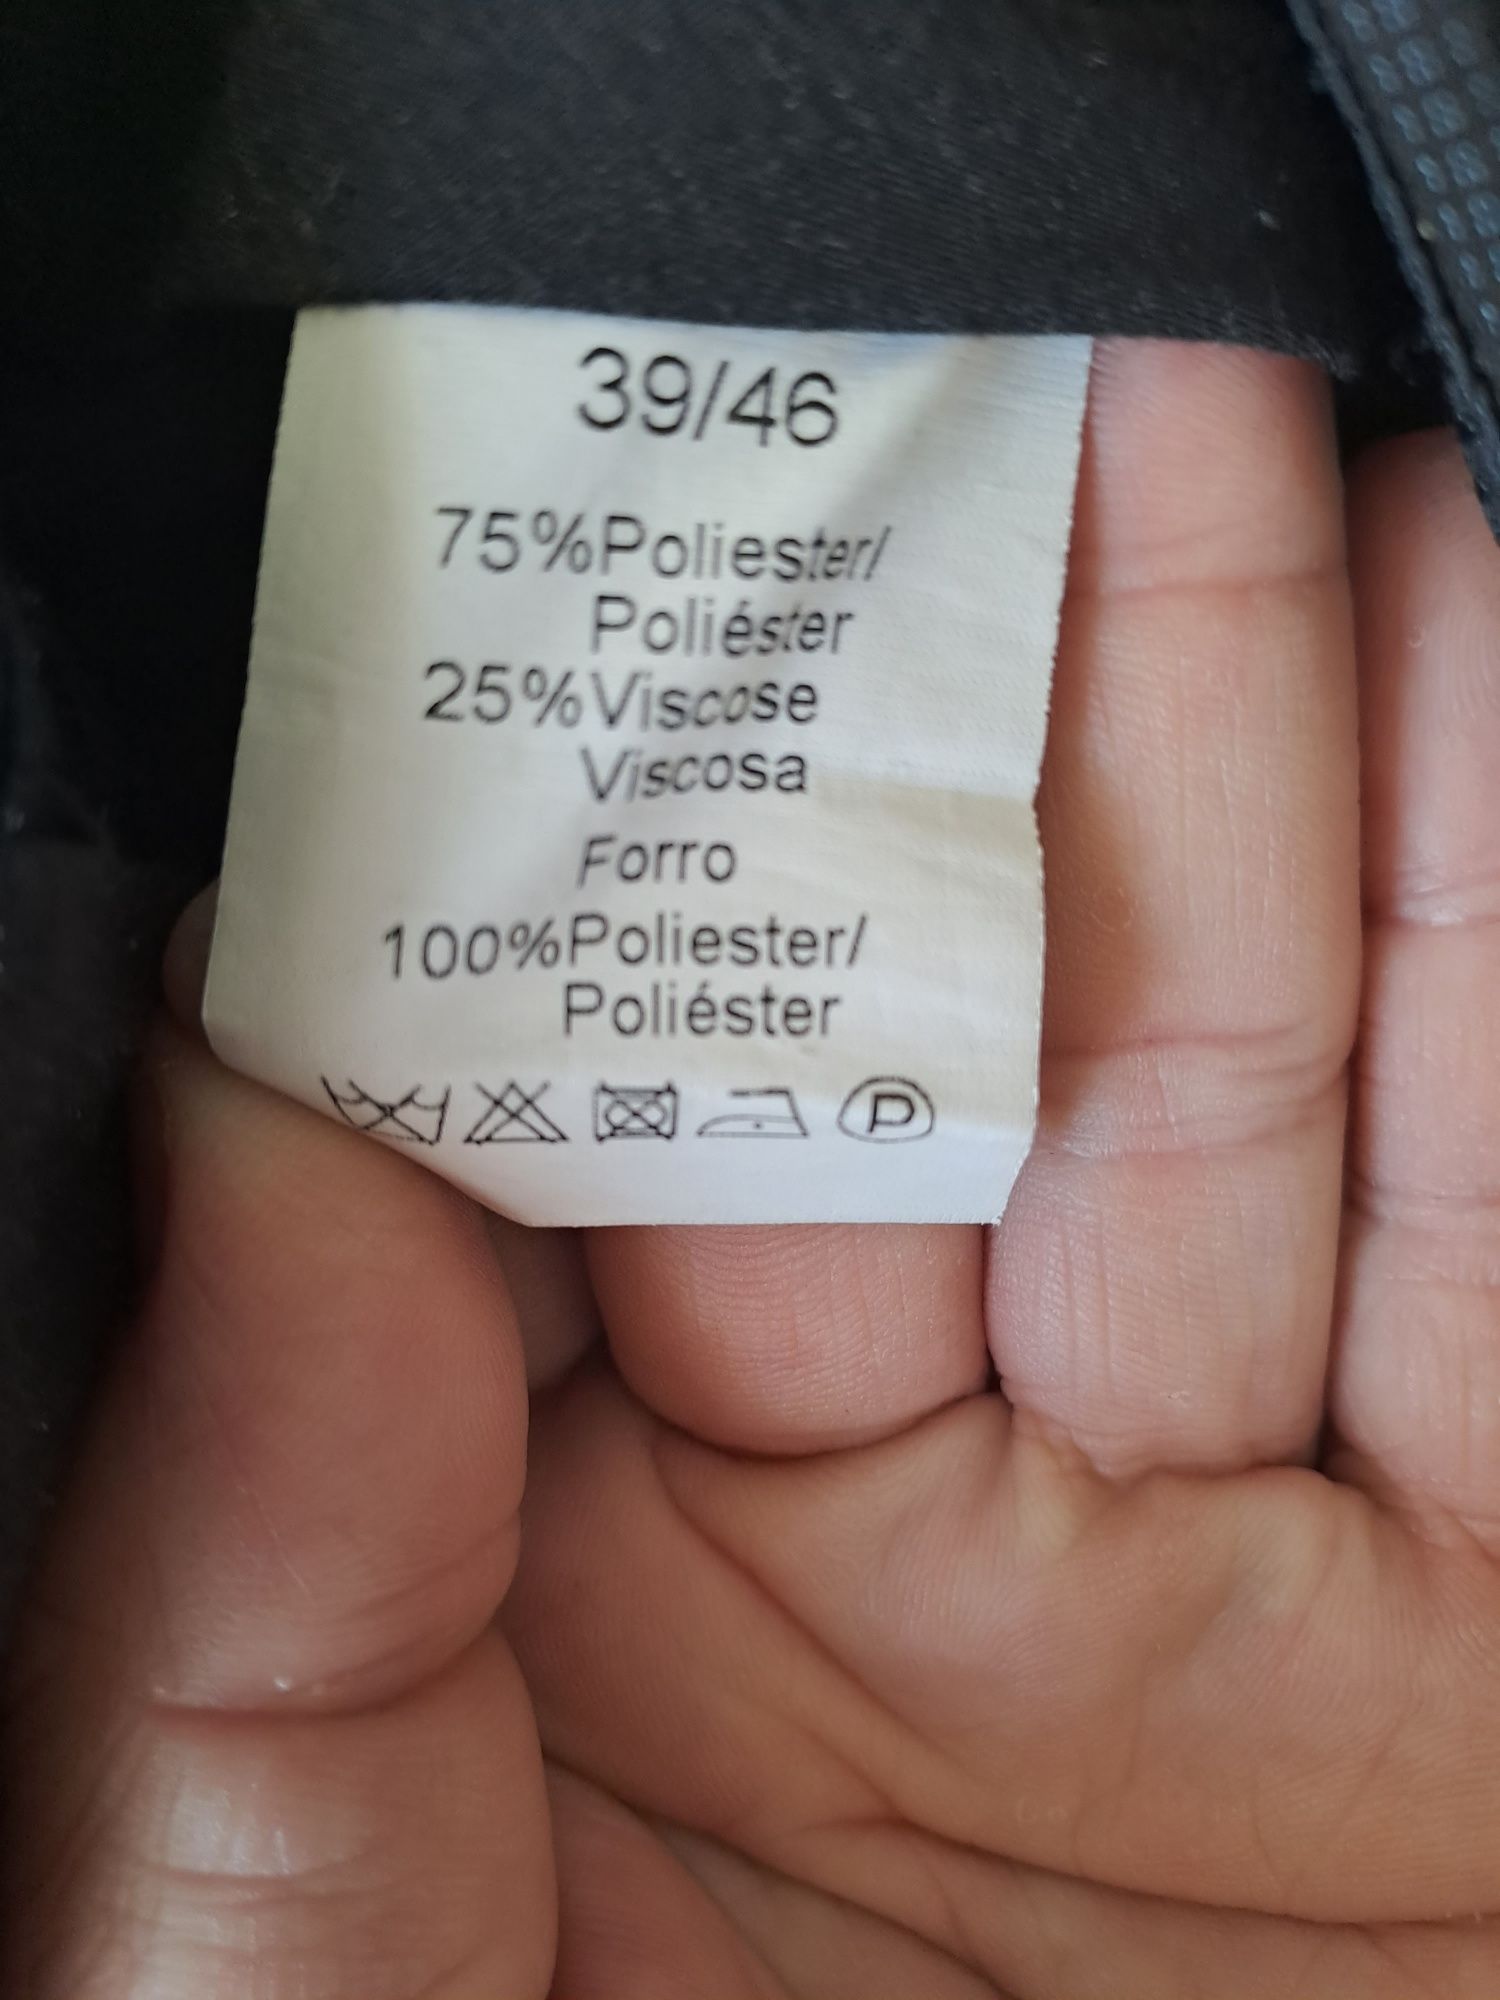 39/46
75%Poliester/
Poliéster
25%Viscose
Viscosa
Forro
100%Poliester/
Poliéster
P